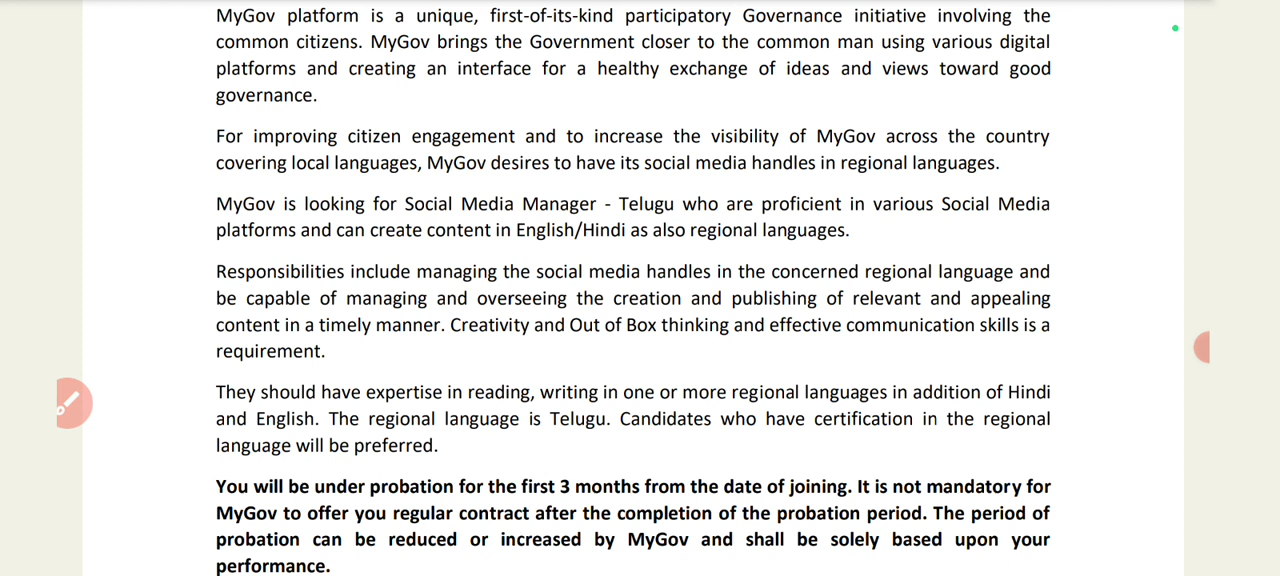 MyGov platform is a unique, first-of-its-kind participatory Governance initiative involving the
common citizens. MyGov brings the Government closer to the common man using various digital
platforms and creating an interface for a healthy exchange of ideas and views toward good
governance.
For improving citizen engagement and to increase the visibility of MyGov across the country
covering local languages, MyGov desires to have its social media handles in regional languages.
MyGov is looking for Social Media Manager - Telugu who are proficient in various Social Media
platforms and can create content in English/Hindi as also regional languages.
Responsibilities include managing the social media handles in the concerned regional language and
be capable of managing and overseeing the creation and publishing of relevant and appealing
content in a timely manner. Creativity and Out of Box thinking and effective communication skills is a
requirement.
They should have expertise in reading, writing in one or more regional languages in addition of Hindi
and English. The regional language is Telugu. Candidates who have certification in the regional
language will be preferred.
You will be under probation for the first 3 months from the date of joining. It is not mandatory for
MyGov to offer you regular contract after the completion of the probation period. The period of
probation can be reduced or increased by MyGov and shall be solely based upon your
performance.